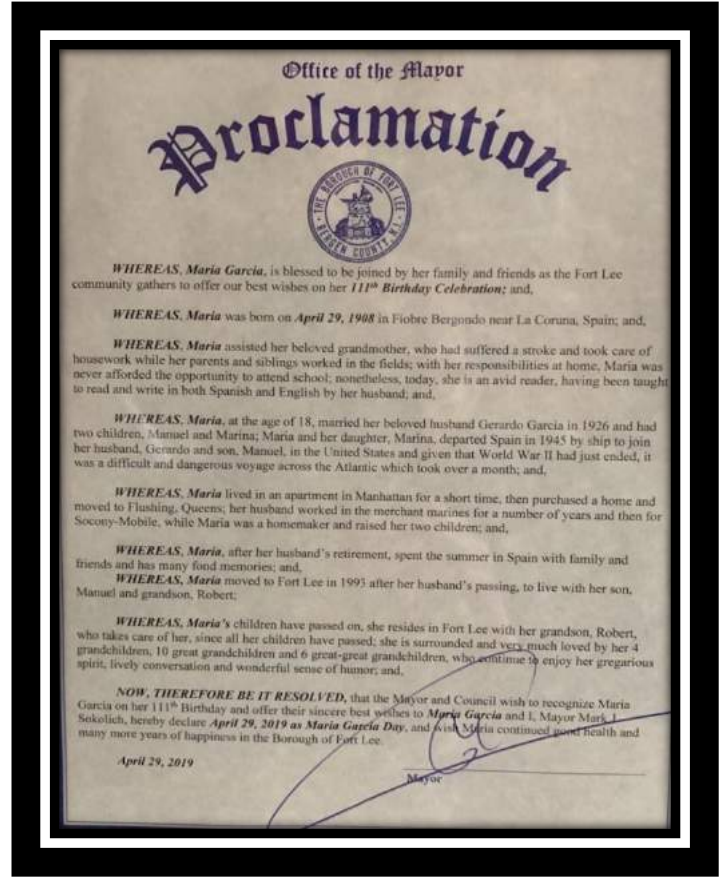 Office of the Mayor
Proclamation
THE BOROUGH OF FORT LEE
BERGEN COUNTY, N.J.
WHEREAS, Maria Garcia, is blessed to be joined by her family and friends as the Fort Lee
community gathers to offer our best wishes on her 111th Birthday Celebration; and,
WHEREAS, Maria was born on April 29, 1908 in Fiobre Bergondo near La Coruna, Spain; and,
WHEREAS, Maria assisted her beloved grandmother, who had suffered a stroke and took care of
housework while her parents and siblings worked in the fields; with her responsibilities at home, Maria was
never afforded the opportunity to attend school; nonetheless, today, she is an avid reader, having been taught
to read and write in both Spanish and English by her husband; and,
WHEREAS, Maria, at the age of 18, married her beloved husband Gerardo Garcia in 1926 and had
two children, Manuel and Marina; Maria and her daughter, Marina, departed Spain in 1945 by ship to join
her husband, Gerardo and son, Manuel, in the United States and given that World War II had just ended, it
was a difficult and dangerous voyage across the Atlantic which took over a month; and,
WHEREAS, Maria lived in an apartment in Manhattan for a short time, then purchased a home and
moved to Flushing, Queens; her husband worked in the merchant marines for a number of years and then for
Socony-Mobile, while Maria was a homemaker and raised her two children; and,
WHEREAS, Maria, after her husband's retirement, spent the summer in Spain with family and
friends and has many fond memories; and,
WHEREAS, Maria moved to Fort Lee in 1993 after her husband's passing, to live with her son,
Manuel and grandson, Robert;
WHEREAS, Maria's children have passed on, she resides in Fort Lee with her grandson, Robert,
who takes care of her, since all her children have passed; she is surrounded and very much loved by her 4
grandchildren, 10 great grandchildren and 6 great-great grandchildren, who continue to enjoy her gregarious
spirit, lively conversation and wonderful sense of humor; and,
NOW, THEREFORE BE IT RESOLVED, that the Mayor and Council wish to recognize Maria
Garcia on her 111th Birthday and offer their sincere best wishes to Maria Garcia and I, Mayor Mark J.
Sokolich, hereby declare April 29, 2019 as Maria Garcia Day, and wish Maria continued good health and
many more years of happiness in the Borough of Fort Lee.
April 29, 2019
Mayor